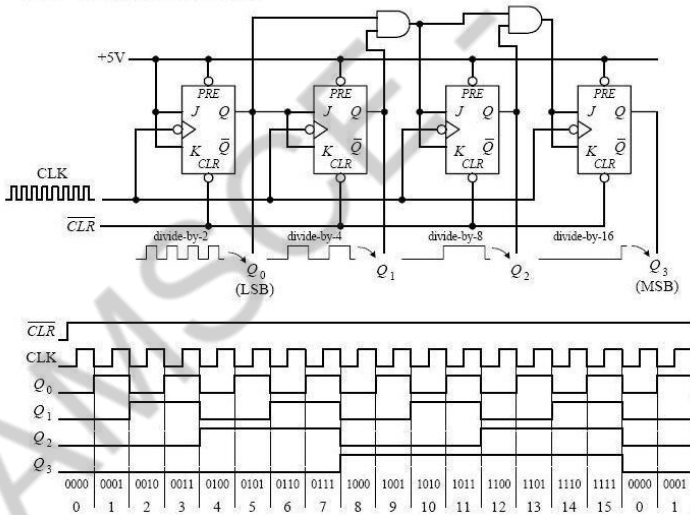 +5V
PRE PRE PRE PRE
J Q J Q J Q J Q
Q̅ Q̅ Q̅ Q̅
K K K K
CLR CLR CLR CLR
CLK
C̅L̅R̅
divide-by-2 divide-by-4 divide-by-8 divide-by-16
Q0 Q1 Q2 Q3
(LSB) (MSB)
C̅L̅R̅
CLK
Q0
Q1
Q2
Q3
0000 0001 0010 0011 0100 0101 0110 0111 1000 1001 1010 1011 1100 1101 1110 1111 0000 0001
0 1 2 3 4 5 6 7 8 9 10 11 12 13 14 15 0 1
AMSCE -